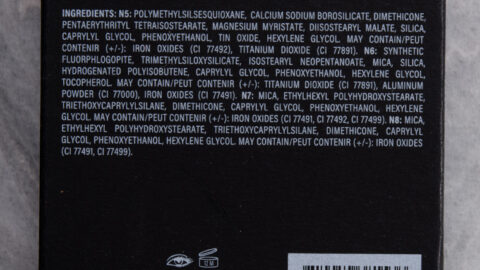 INGREDIENTS: N5: POLYMETHYLSILSESQUIOXANE, CALCIUM SODIUM BOROSILICATE, DIMETHICONE,
PENTAERYTHRITYL TETRAISOSTEARATE, MAGNESIUM MYRISTATE, DIISOSTEARYL MALATE, SILICA,
CAPRYLYL GLYCOL, PHENOXYETHANOL, TIN OXIDE, HEXYLENE GLYCOL. MAY CONTAIN/PEUT
CONTENIR (+/-): IRON OXIDES (CI 77492), TITANIUM DIOXIDE (CI 77891). N6: SYNTHETIC
FLUORPHLOGOPITE, TRIMETHYLSILOXYSILICATE, ISOSTEARYL NEOPENTANOATE, MICA, SILICA,
HYDROGENATED POLYISOBUTENE, CAPRYLYL GLYCOL, PHENOXYETHANOL, HEXYLENE GLYCOL,
TOCOPHEROL. MAY CONTAIN/PEUT CONTENIR (+/-): TITANIUM DIOXIDE (CI 77891), ALUMINUM
POWDER (CI 77000), IRON OXIDES (CI 77491). N7: MICA, ETHYLHEXYL POLYHYDROXYSTEARATE,
TRIETHOXYCAPRYLYLSILANE, DIMETHICONE, CAPRYLYL GLYCOL, PHENOXYETHANOL, HEXYLENE
GLYCOL. MAY CONTAIN/PEUT CONTENIR (+/-): IRON OXIDES (CI 77491, CI 77492, CI 77499). N8: MICA,
ETHYLHEXYL POLYHYDROXYSTEARATE, TRIETHOXYCAPRYLYLSILANE, DIMETHICONE, CAPRYLYL
GLYCOL, PHENOXYETHANOL, HEXYLENE GLYCOL. MAY CONTAIN/PEUT CONTENIR (+/-): IRON OXIDES
(CI 77491, CI 77499).
12 M